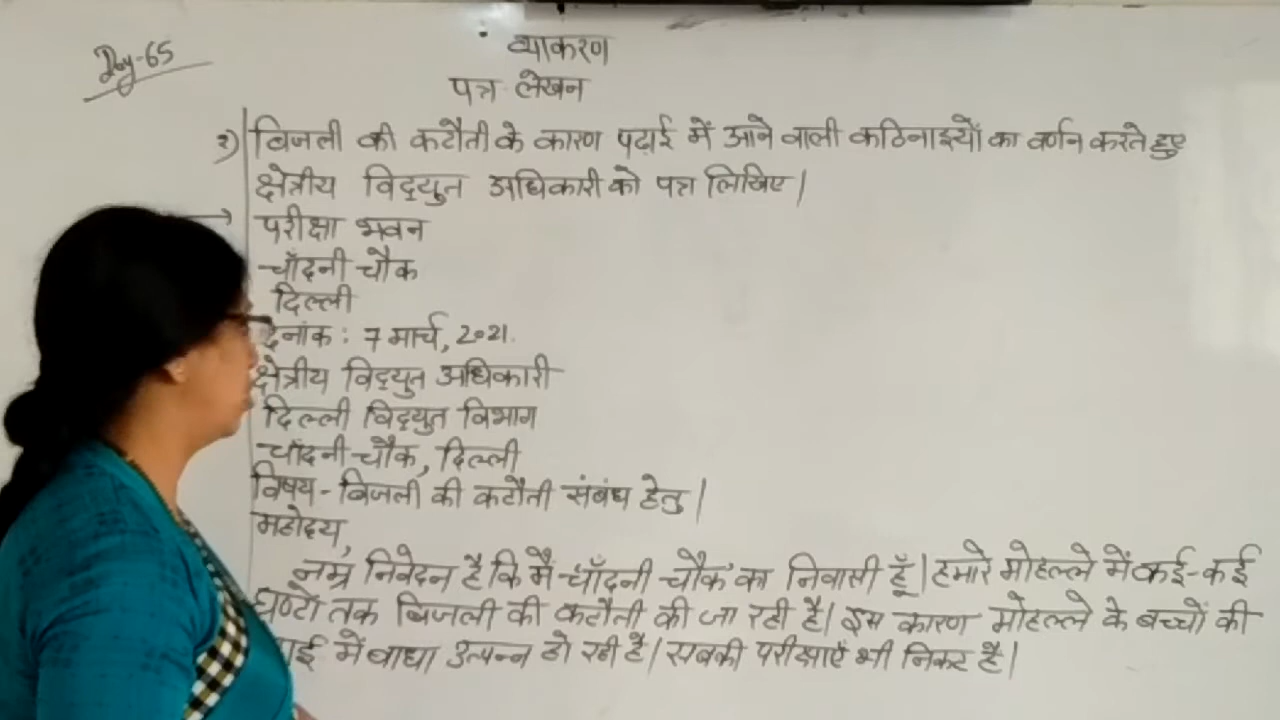 Day-65
व्याकरण
पत्र लेखन
१) बिजली की कटौती के कारण पढ़ाई में आने वाली कठिनाइयों का वर्णन करते हुए
क्षेत्रीय विद्युत अधिकारी को पत्र लिखिए।
→ परीक्षा भवन
चाँदनी चौक
दिल्ली
दिनांक : 7 मार्च, 2021.
क्षेत्रीय विद्युत अधिकारी
दिल्ली विद्युत विभाग
चाँदनी चौक, दिल्ली
विषय - बिजली की कटौती संबंध हेतु।
महोदय,
नम्र निवेदन है कि मैं 'चाँदनी चौक' का निवासी हूँ। हमारे मोहल्ले में कई-कई
घण्टों तक बिजली की कटौती की जा रही है। इस कारण मोहल्ले के बच्चों की
में बाधा उत्पन्न हो रही है। सबकी परीक्षाएँ भी निकट है।